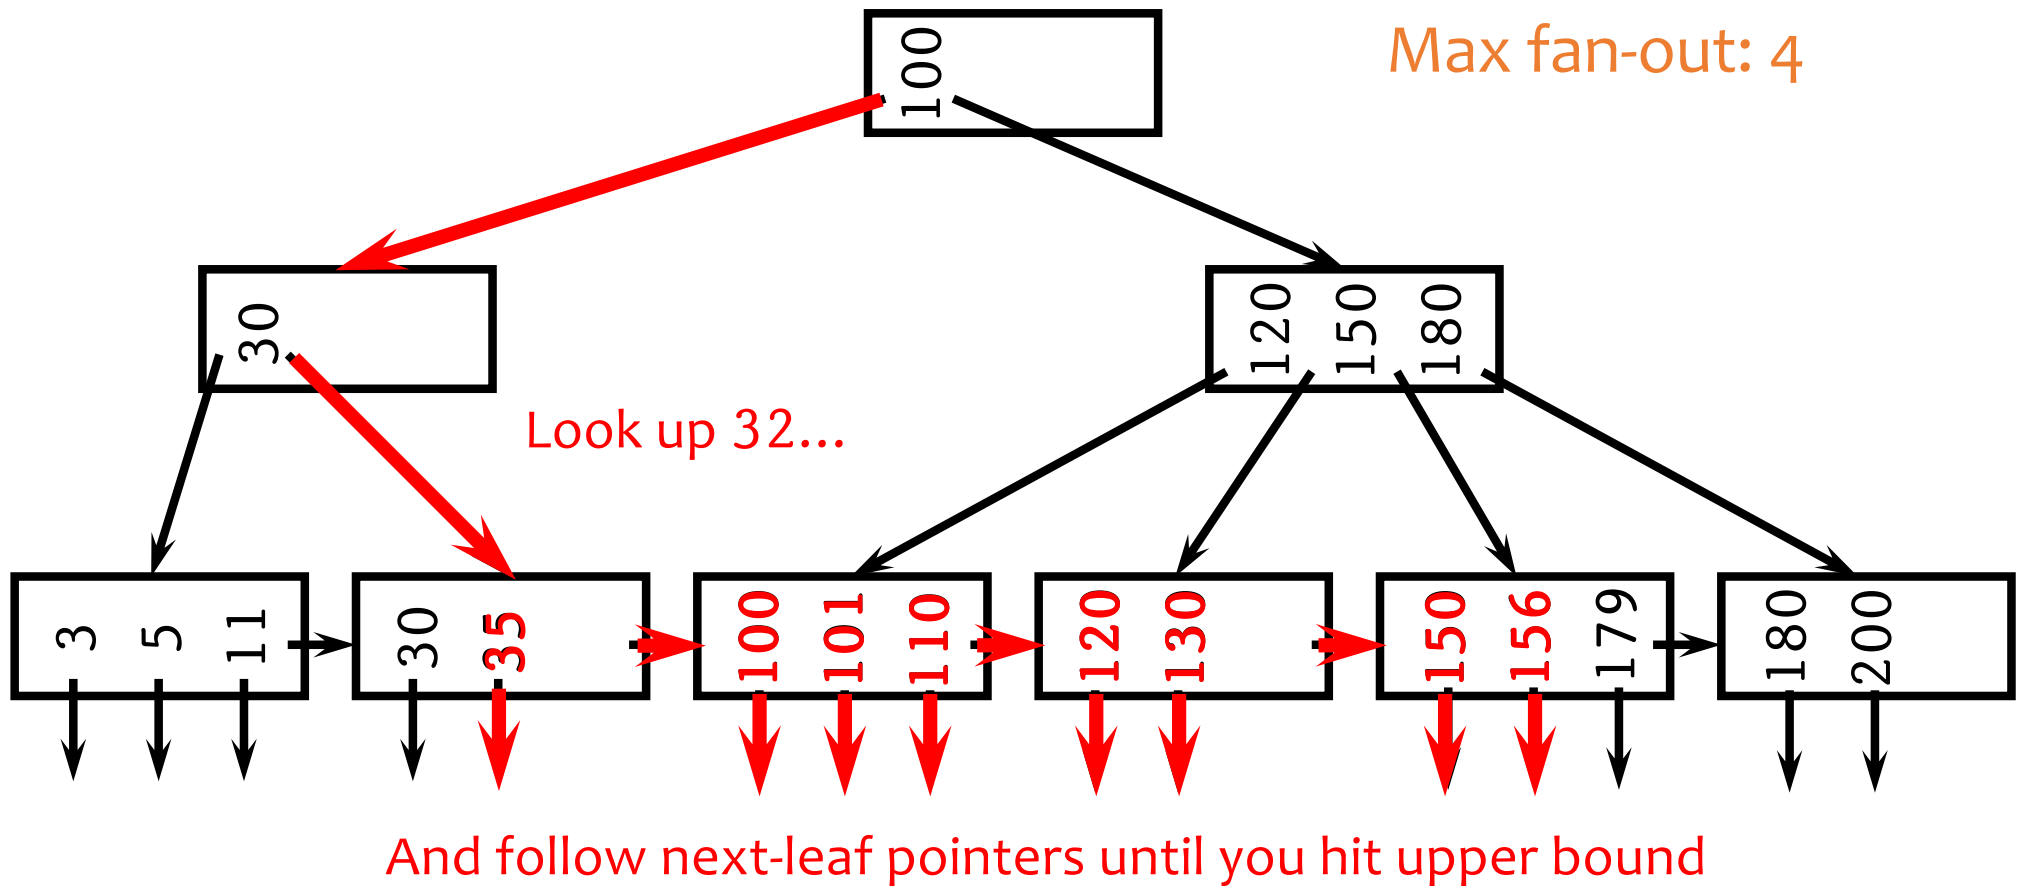 100
Max fan-out: 4
30
120 150 180
Look up 32...
3 5 11 30 35 100 101 110 120 130 150 156 179 180 200
And follow next-leaf pointers until you hit upper bound